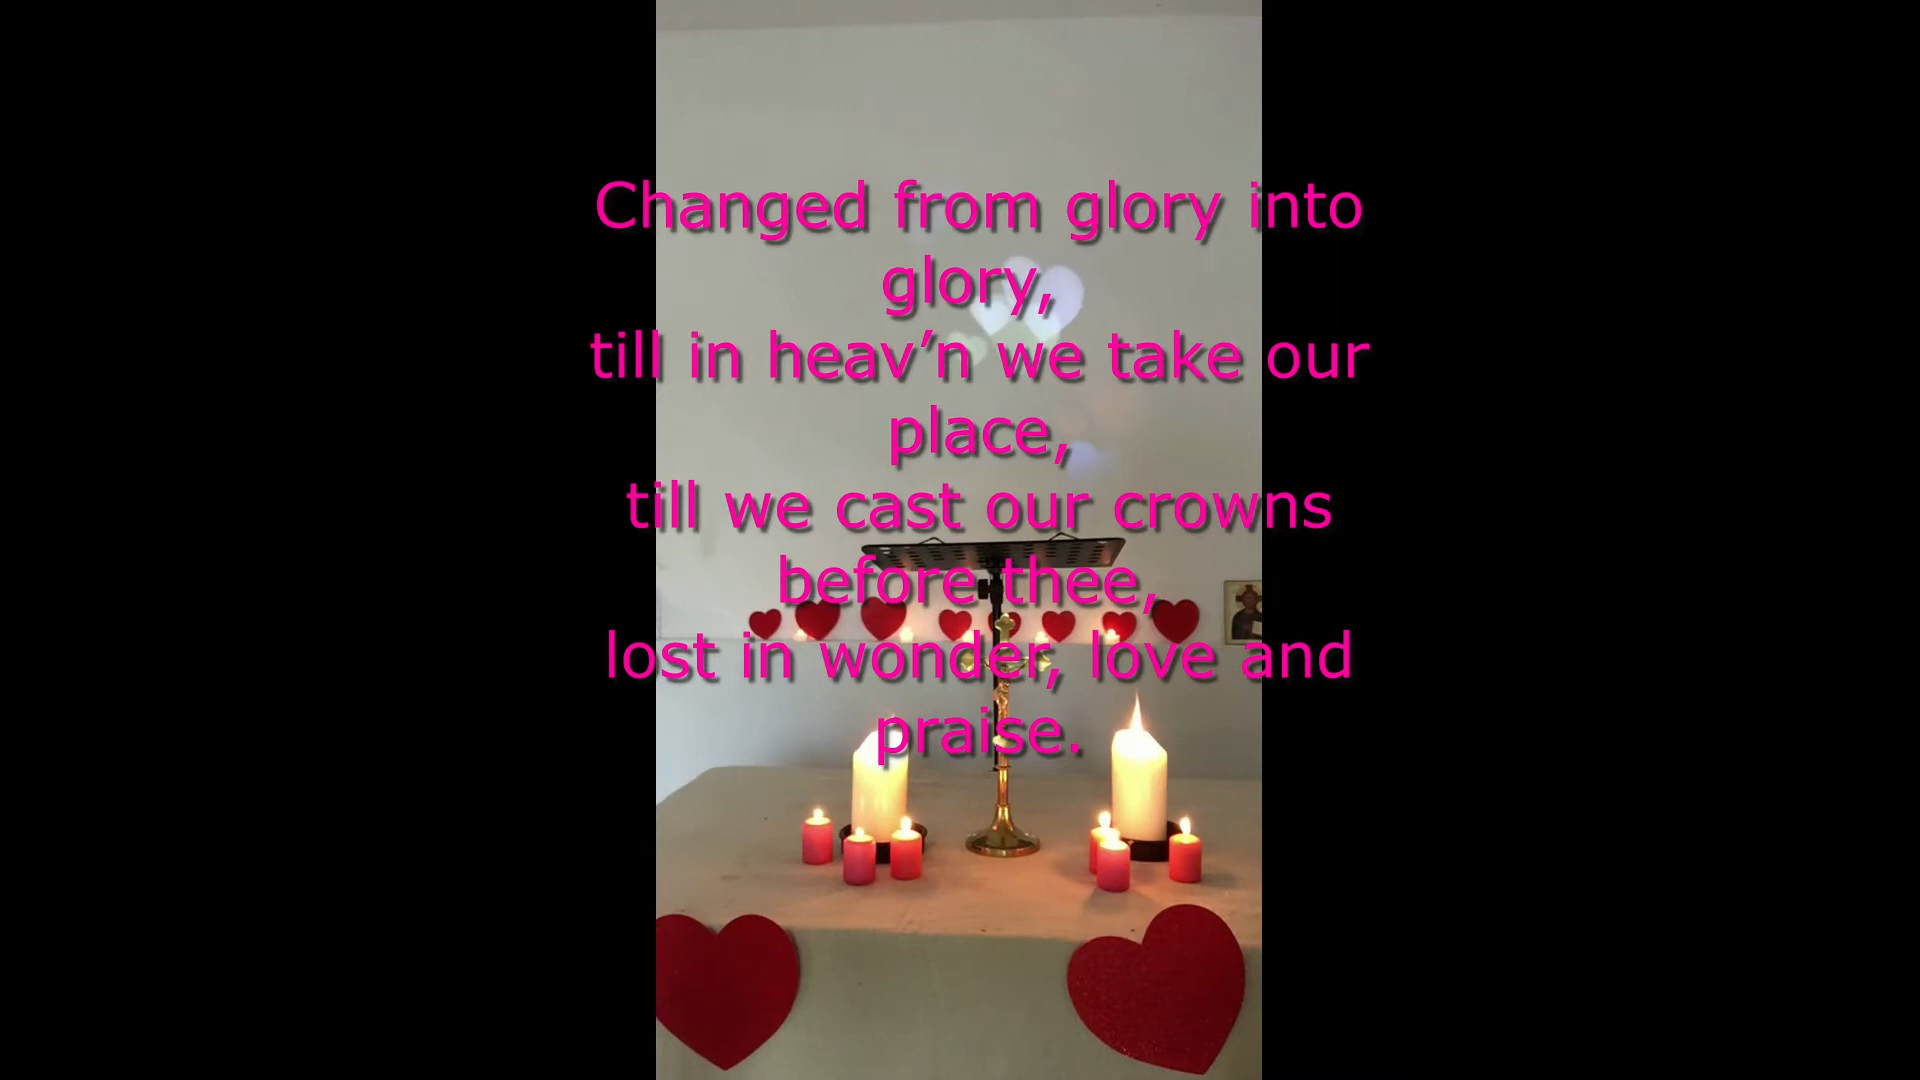 Changed from glory into
glory,
till in heav’n we take our
place,
till we cast our crowns
before thee,
lost in wonder, love and
praise.